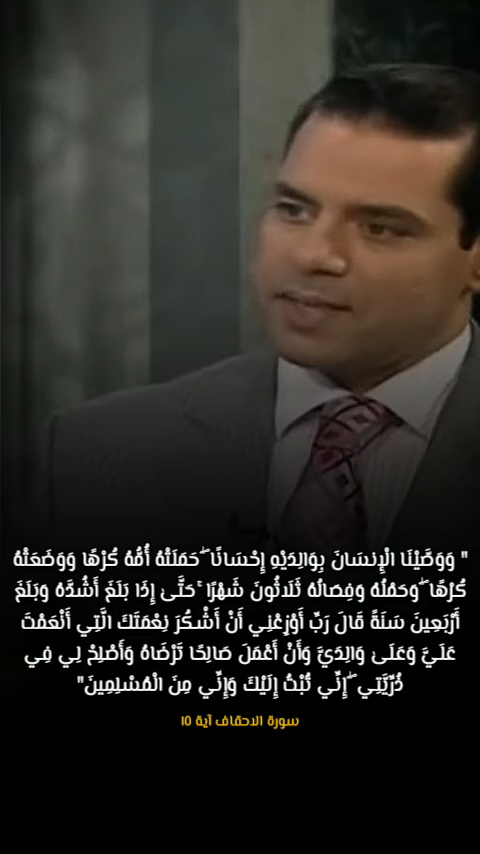 " وَوَصَّيْنَا الْإِنسَانَ بِوَالِدَيْهِ إِحْسَانًا ۖ حَمَلَتْهُ أُمُّهُ كُرْهًا وَوَضَعَتْهُ
كُرْهًا ۖ وَحَمْلُهُ وَفِصَالُهُ ثَلَاثُونَ شَهْرًا ۚ حَتَّىٰ إِذَا بَلَغَ أَشُدَّهُ وَبَلَغَ
أَرْبَعِينَ سَنَةً قَالَ رَبِّ أَوْزِعْنِي أَنْ أَشْكُرَ نِعْمَتَكَ الَّتِي أَنْعَمْتَ
عَلَيَّ وَعَلَىٰ وَالِدَيَّ وَأَنْ أَعْمَلَ صَالِحًا تَرْضَاهُ وَأَصْلِحْ لِي فِي
ذُرِّيَّتِي ۖ إِنِّي تُبْتُ إِلَيْكَ وَإِنِّي مِنَ الْمُسْلِمِينَ"
سورة الاحقاف آية ١٥